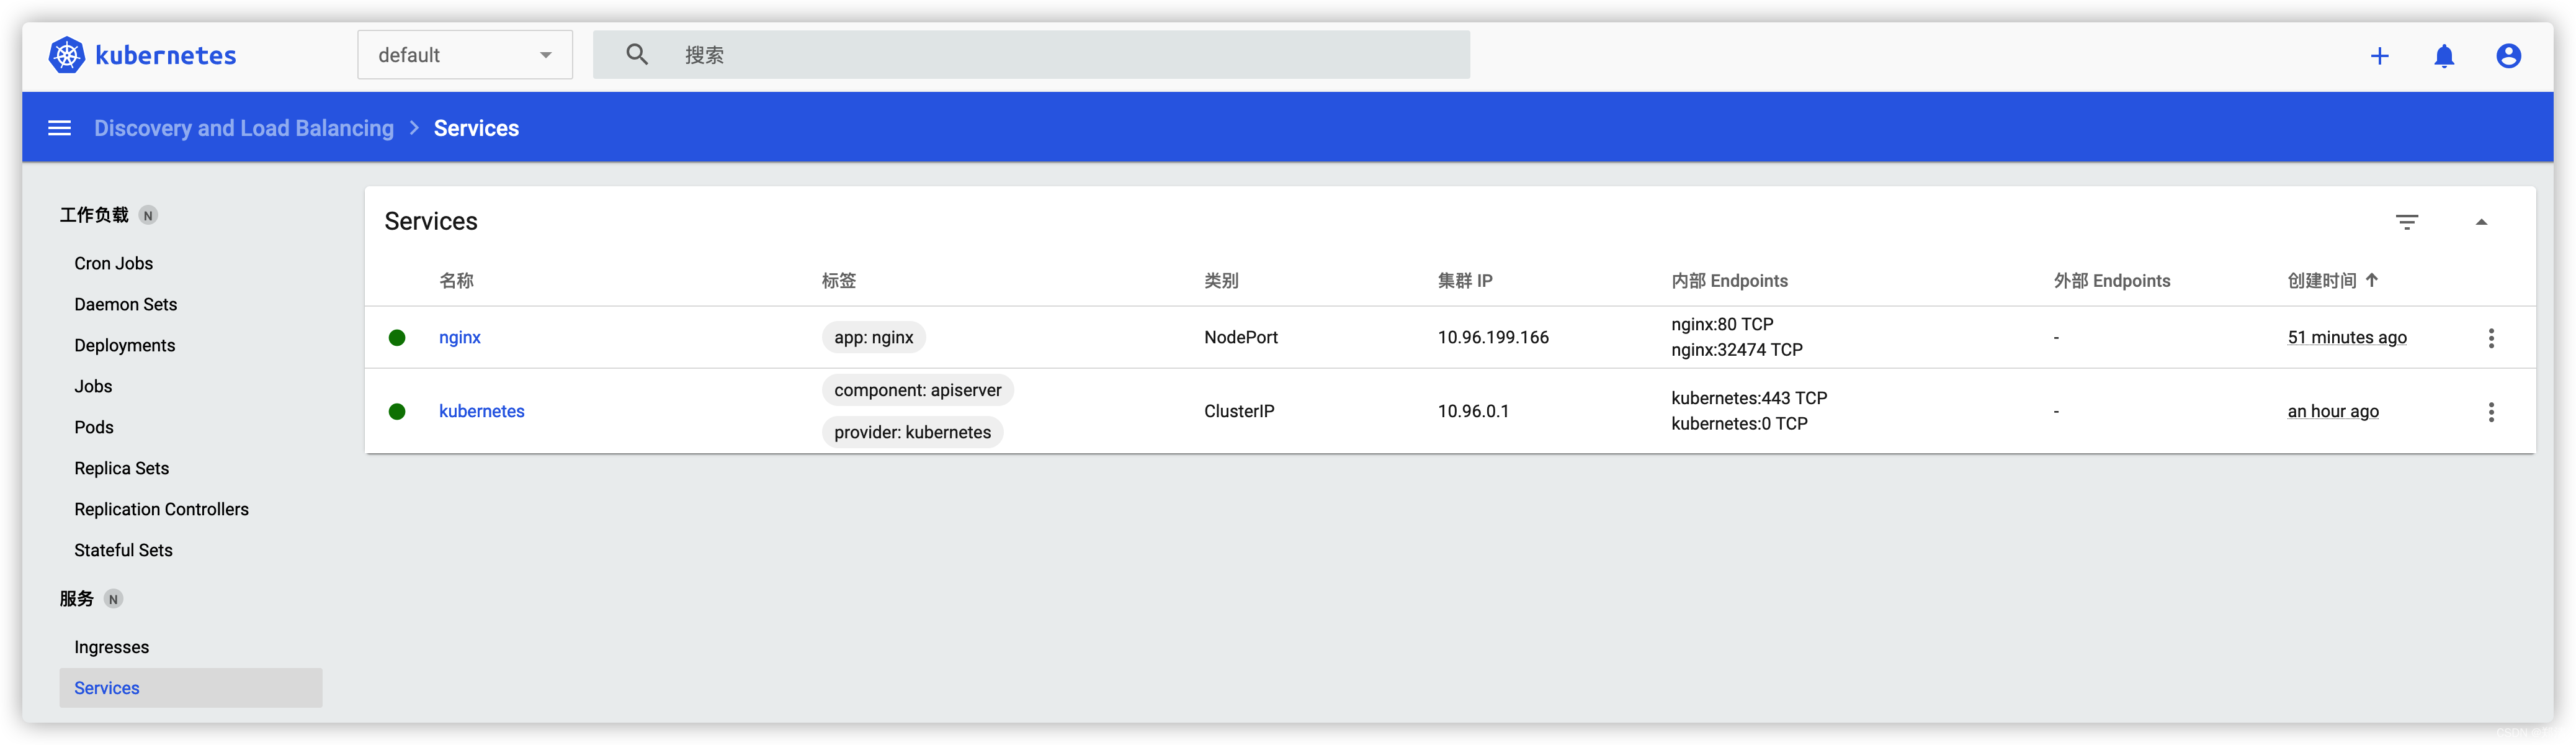 kubernetes
default
搜索
Discovery and Load Balancing > Services
工作负载 N
Cron Jobs
Daemon Sets
Deployments
Jobs
Pods
Replica Sets
Replication Controllers
Stateful Sets
服务 N
Ingresses
Services
Services
名称 标签 类别 集群 IP 内部 Endpoints 外部 Endpoints 创建时间 ↑
nginx app: nginx NodePort 10.96.199.166 nginx:80 TCP - 51 minutes ago
nginx:32474 TCP
component: apiserver
kubernetes ClusterIP 10.96.0.1 kubernetes:443 TCP - an hour ago
kubernetes:0 TCP
provider: kubernetes